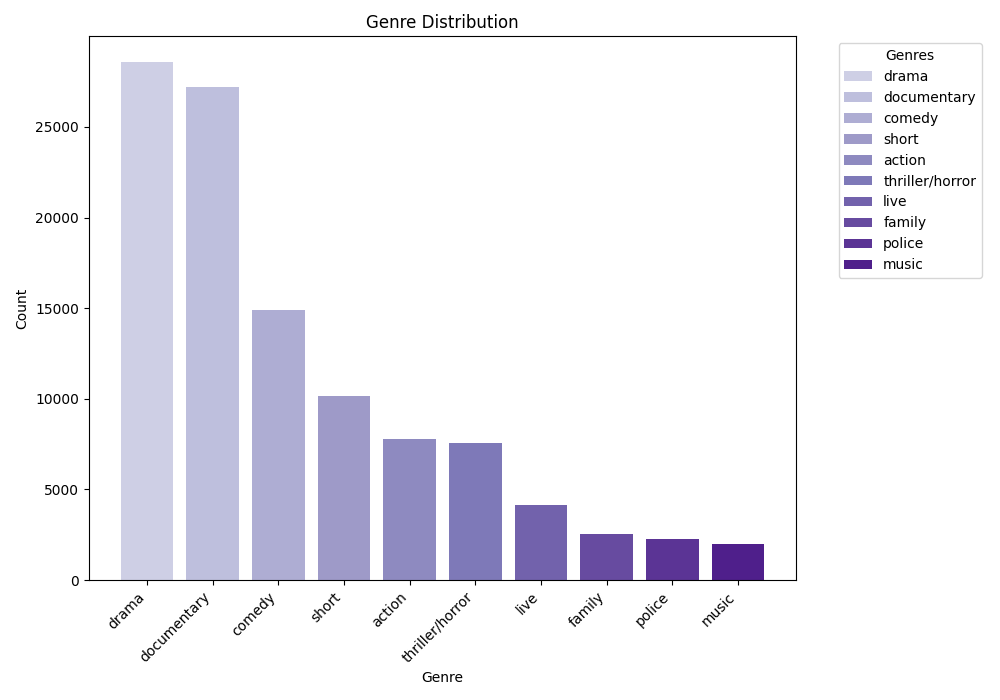 Genre Distribution
Count
25000
20000
15000
10000
5000
0
drama
documentary
comedy
short
action
thriller/horror
live
family
police
music
Genre
Genres
drama
documentary
comedy
short
action
thriller/horror
live
family
police
music